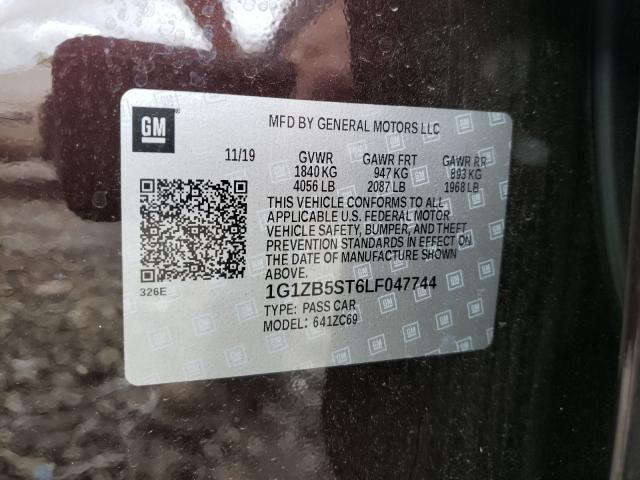 GM
MFD BY GENERAL MOTORS LLC
11/19 GVWR GAWR FRT GAWR RR
1840 KG 947 KG 893 KG
4056 LB 2087 LB 1968 LB
THIS VEHICLE CONFORMS TO ALL
APPLICABLE U.S. FEDERAL MOTOR
VEHICLE SAFETY, BUMPER, AND THEFT
PREVENTION STANDARDS IN EFFECT ON
THE DATE OF MANUFACTURE SHOWN
ABOVE.
326E
1G1ZB5ST6LF047744
TYPE: PASS CAR
MODEL: 641ZC69